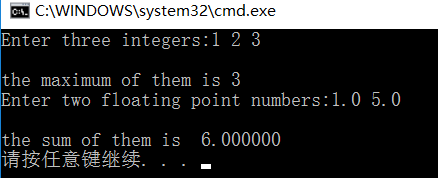 C:\WINDOWS\system32\cmd.exe
Enter three integers:1 2 3
the maximum of them is 3
Enter two floating point numbers:1.0 5.0
the sum of them is  6.000000
请按任意键继续. . .